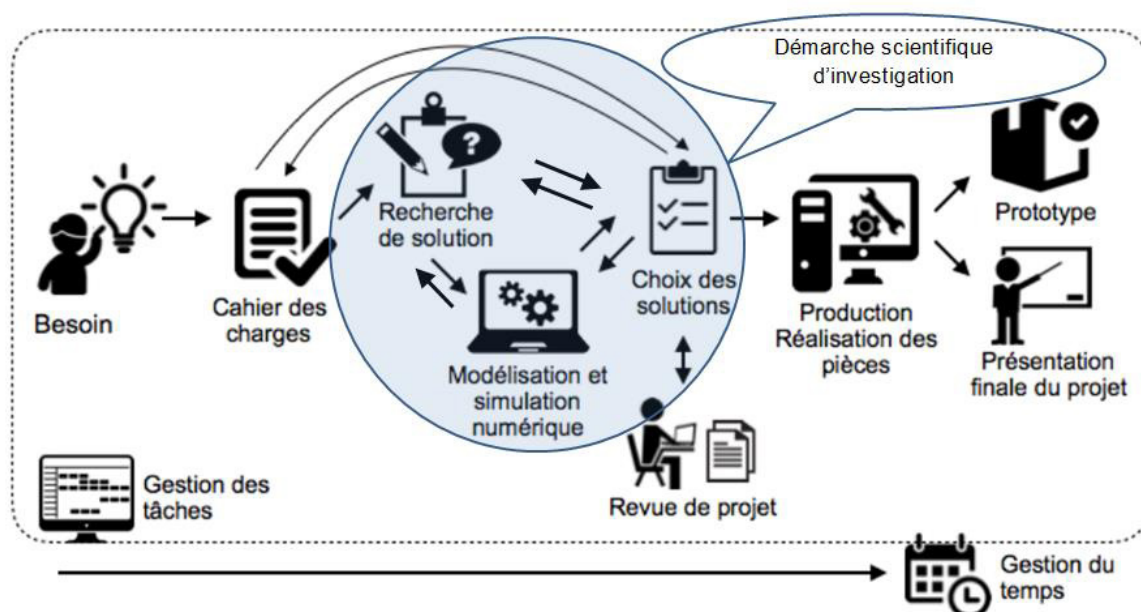 Démarche scientifique
d'investigation
Besoin
Cahier des
charges
Recherche
de solution
?
Modélisation et
simulation
numérique
Choix des
solutions
Revue de projet
Production
Réalisation des
pièces
Prototype
Présentation
finale du projet
Gestion des
tâches
Gestion du
temps